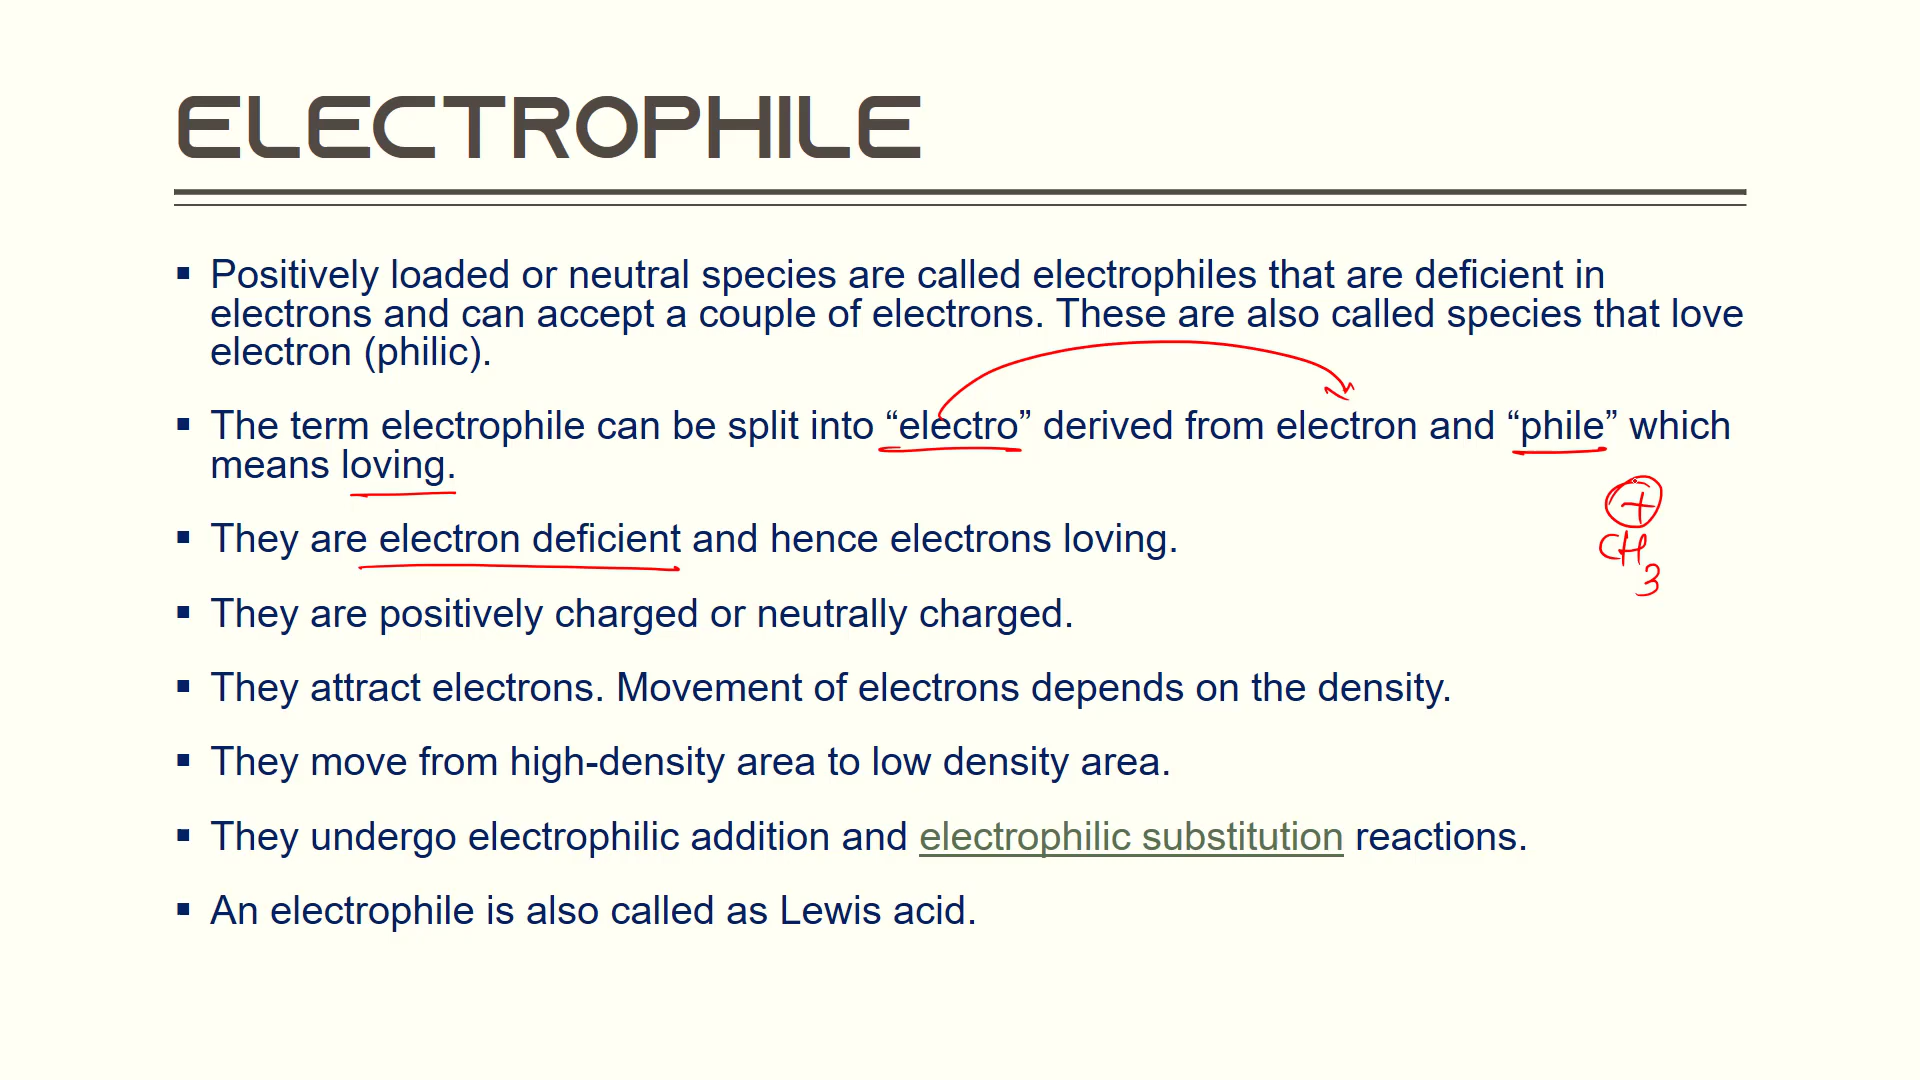 ELECTROPHILE
▪ Positively loaded or neutral species are called electrophiles that are deficient in
electrons and can accept a couple of electrons. These are also called species that love
electron (philic).
▪ The term electrophile can be split into “electro” derived from electron and “phile” which
means loving.
+
CH
3
▪ They are electron deficient and hence electrons loving.
▪ They are positively charged or neutrally charged.
▪ They attract electrons. Movement of electrons depends on the density.
▪ They move from high-density area to low density area.
▪ They undergo electrophilic addition and electrophilic substitution reactions.
▪ An electrophile is also called as Lewis acid.